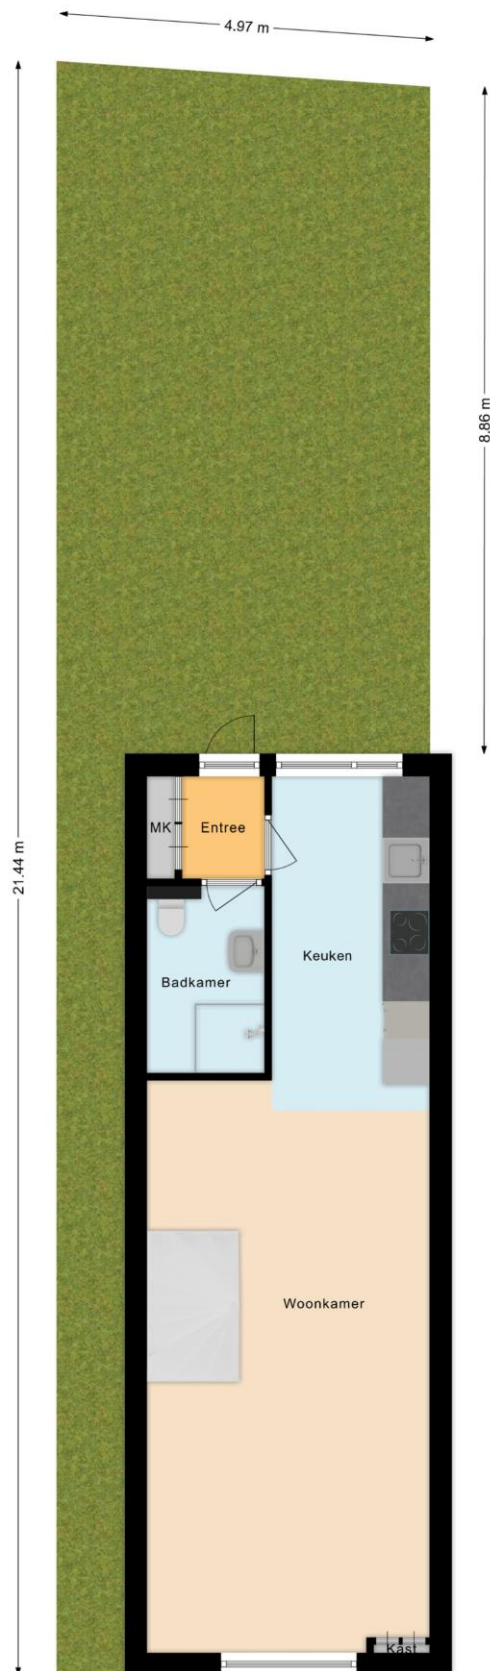 4.97 m
8.86 m
21.44 m
MK
Entree
Keuken
Badkamer
Woonkamer
Kast